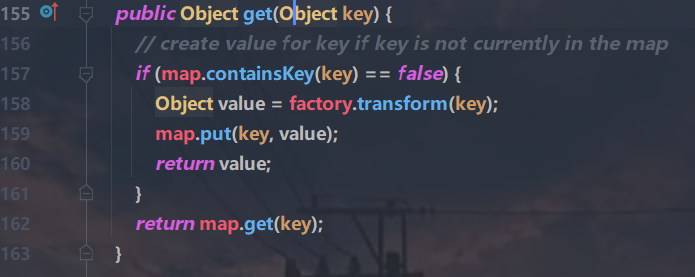 155 public Object get(Object key) {
156 // create value for key if key is not currently in the map
157 if (map.containsKey(key) == false) {
158 Object value = factory.transform(key);
159 map.put(key, value);
160 return value;
161 }
162 return map.get(key);
163 }